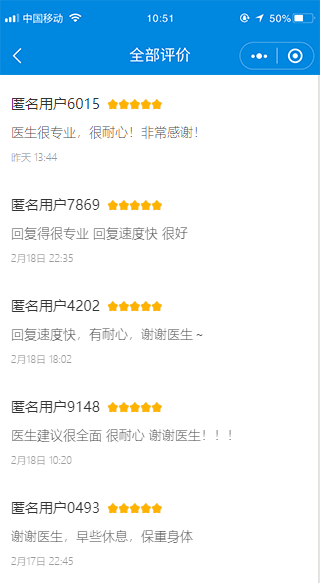 中国移动 10:51 50%
全部评价
匿名用户6015
医生很专业，很耐心！非常感谢！
昨天 13:44
匿名用户7869
回复得很专业 回复速度快 很好
2月18日 22:35
匿名用户4202
回复速度快，有耐心，谢谢医生~
2月18日 18:02
匿名用户9148
医生建议很全面 很耐心 谢谢医生！！！
2月18日 10:20
匿名用户0493
谢谢医生，早些休息，保重身体
2月17日 22:45